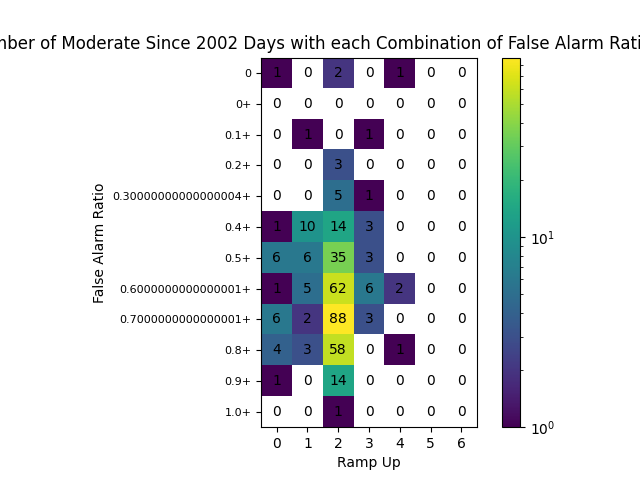 mber of Moderate Since 2002 Days with each Combination of False Alarm Rati
0 1 0 2 0 1 0 0
0+ 0 0 0 0 0 0 0
0.1+ 0 1 0 1 0 0 0
0.2+ 0 0 3 0 0 0 0
0.30000000000000004+ 0 0 5 1 0 0 0
0.4+ 1 10 14 3 0 0 0
0.5+ 6 6 35 3 0 0 0
0.6000000000000001+ 1 5 62 6 2 0 0
0.7000000000000001+ 6 2 88 3 0 0 0
0.8+ 4 3 58 0 1 0 0
0.9+ 1 0 14 0 0 0 0
1.0+ 0 0 1 0 0 0 0
0 1 2 3 4 5 6
Ramp Up
False Alarm Ratio
10¹
10⁰